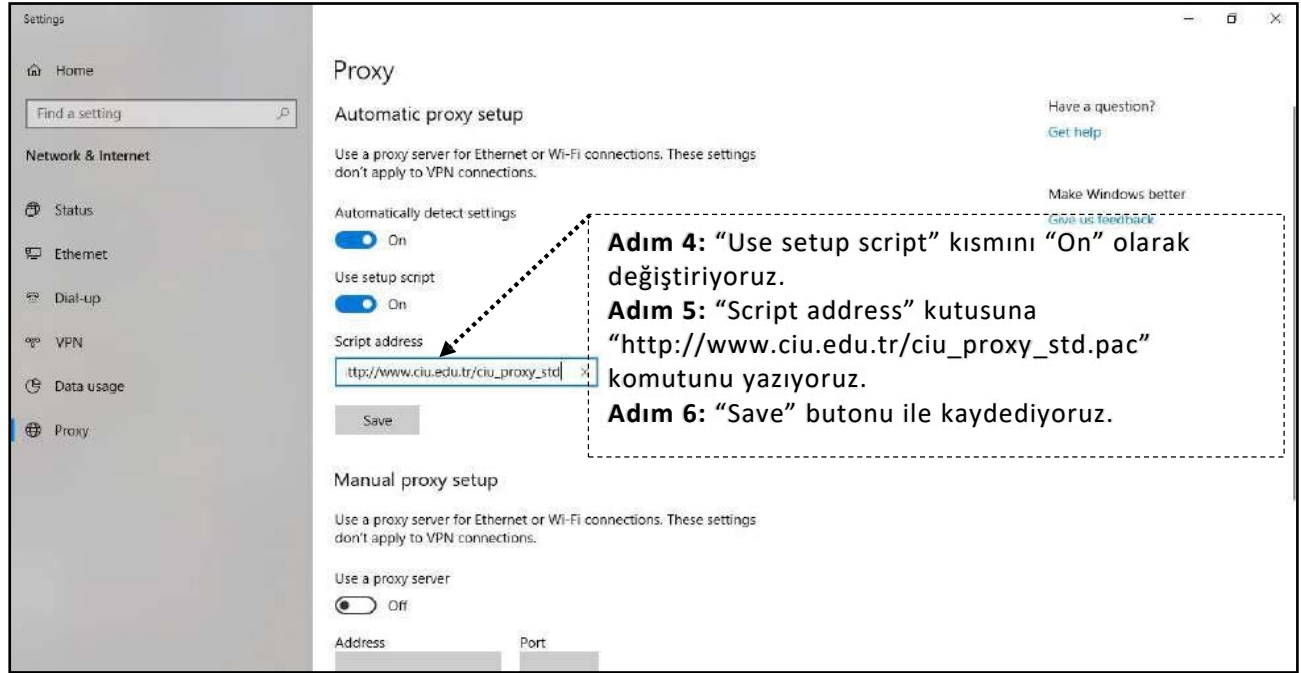 Settings
Home
Find a setting
Network & Internet
Status
Ethernet
Dial-up
VPN
Data usage
Proxy
Proxy
Automatic proxy setup
Use a proxy server for Ethernet or Wi-Fi connections. These settings
don't apply to VPN connections.
Automatically detect settings
On
Use setup script
On
Script address
ttp://www.ciu.edu.tr/ciu_proxy_std
Save
Manual proxy setup
Use a proxy server for Ethernet or Wi-Fi connections. These settings
don't apply to VPN connections.
Use a proxy server
Off
Address Port
Have a question?
Get help
Make Windows better
Give us feedback
Adım 4: “Use setup script” kısmını “On” olarak
değiştiriyoruz.
Adım 5: “Script address” kutusuna
“http://www.ciu.edu.tr/ciu_proxy_std.pac”
komutunu yazıyoruz.
Adım 6: “Save” butonu ile kaydediyoruz.